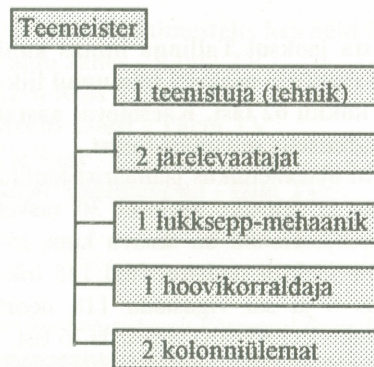 Teemeister
1 teenistuja (tehnik)
2 järelevaatajat
1 lukksepp-mehaanik
1 hoovikorraldaja
2 kolonniülemat